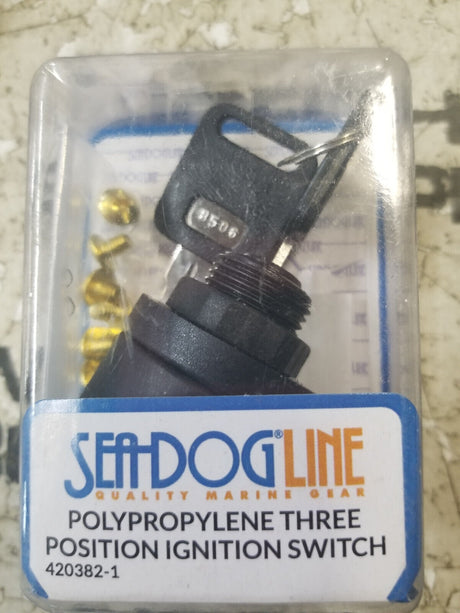 8506
SEA-DOG® LINE
QUALITY MARINE GEAR
POLYPROPYLENE THREE
POSITION IGNITION SWITCH
420382-1